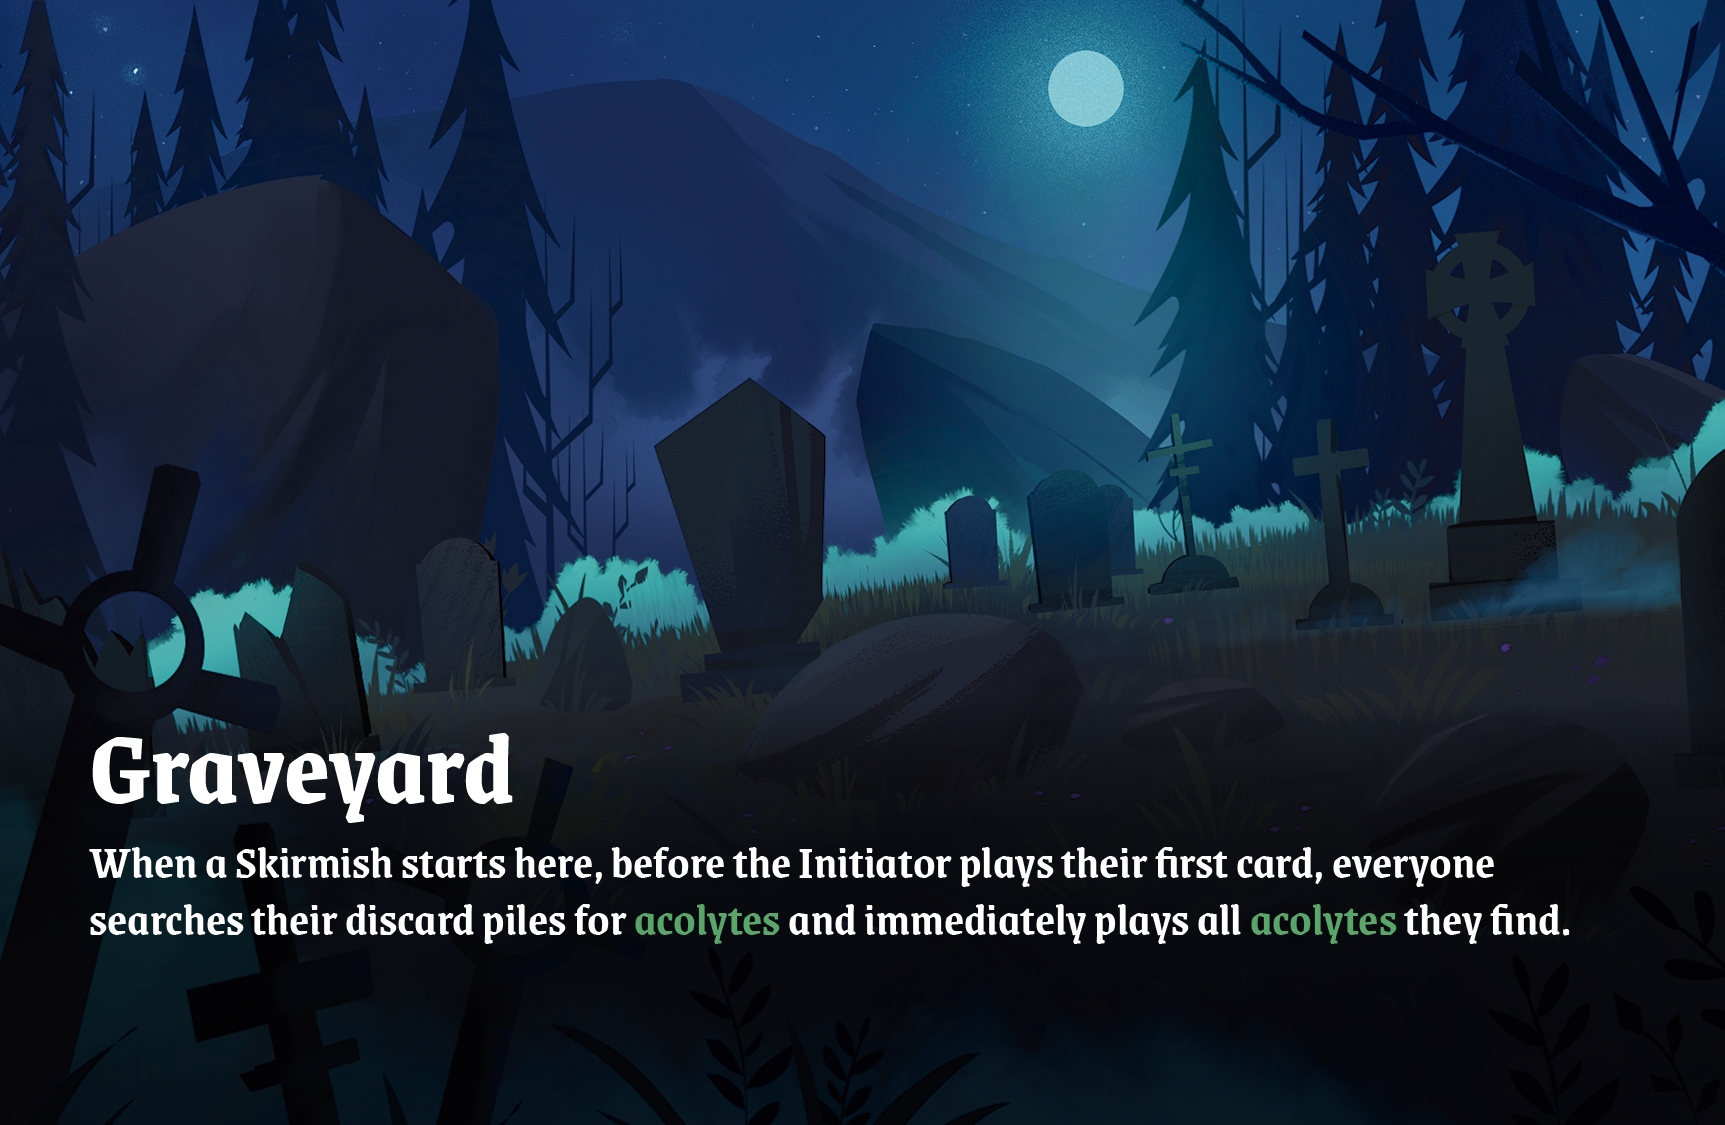 Graveyard
When a Skirmish starts here, before the Initiator plays their first card, everyone
searches their discard piles for acolytes and immediately plays all acolytes they find.